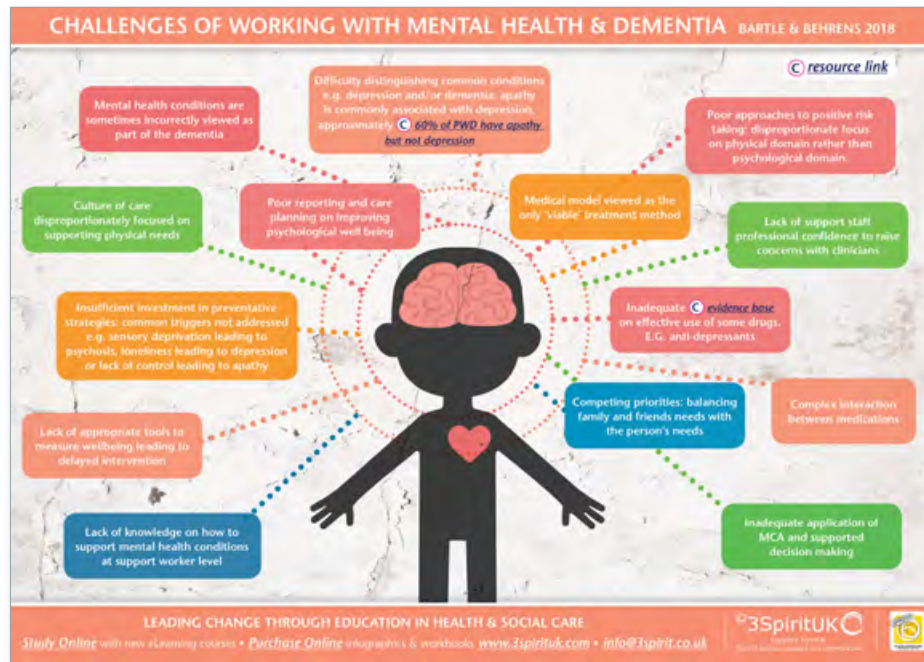 CHALLENGES OF WORKING WITH MENTAL HEALTH & DEMENTIA BARTLE & BEHRENS 2018
C resource link
Difficulty distinguishing common conditions
e.g. depression and/or dementia: apathy
is commonly associated with depression,
approximately C 60% of PWD have apathy
but not depression
Mental health conditions are
sometimes incorrectly viewed as
part of the dementia
Poor approaches to positive risk
taking: disproportionate focus
on physical domain rather than
psychological domain.
Culture of care
disproportionately focused on
supporting physical needs
Poor reporting and care
planning on improving
psychological well being
Medical model viewed as the
only 'viable' treatment method
Lack of support staff
professional confidence to raise
concerns with clinicians
Insufficient investment in preventative
strategies: common triggers not addressed
e.g. sensory deprivation leading to
psychosis, loneliness leading to depression
or lack of control leading to apathy
Inadequate C evidence base
on effective use of some drugs.
E.G. anti-depressants
Competing priorities: balancing
family and friends needs with
the person's needs
Complex interaction
between medications
Lack of appropriate tools to
measure wellbeing leading to
delayed intervention
Lack of knowledge on how to
support mental health conditions
at support worker level
Inadequate application of
MCA and supported
decision making
LEADING CHANGE THROUGH EDUCATION IN HEALTH & SOCIAL CARE
Study Online with new eLearning courses • Purchase Online infographics & workbooks www.3spirituk.com • info@3spirit.co.uk
©3SpiritUK